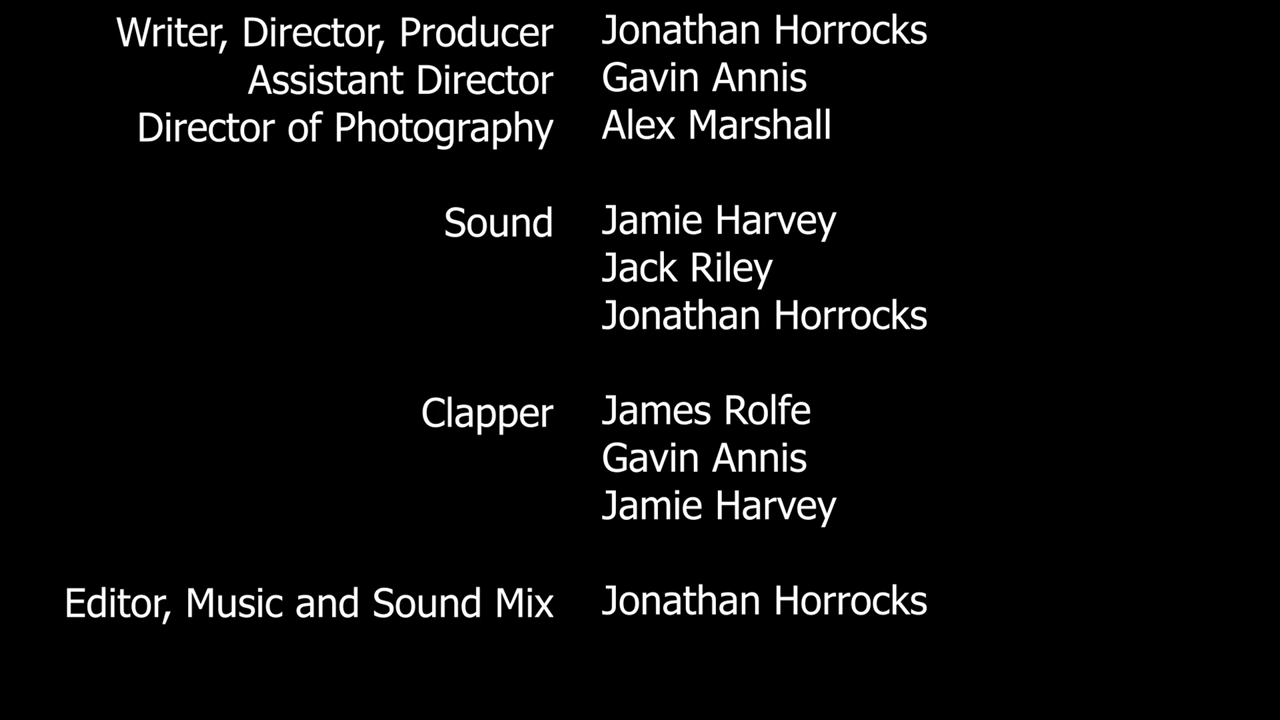 Writer, Director, Producer Jonathan Horrocks
Assistant Director Gavin Annis
Director of Photography Alex Marshall
Sound Jamie Harvey
Jack Riley
Jonathan Horrocks
Clapper James Rolfe
Gavin Annis
Jamie Harvey
Editor, Music and Sound Mix Jonathan Horrocks